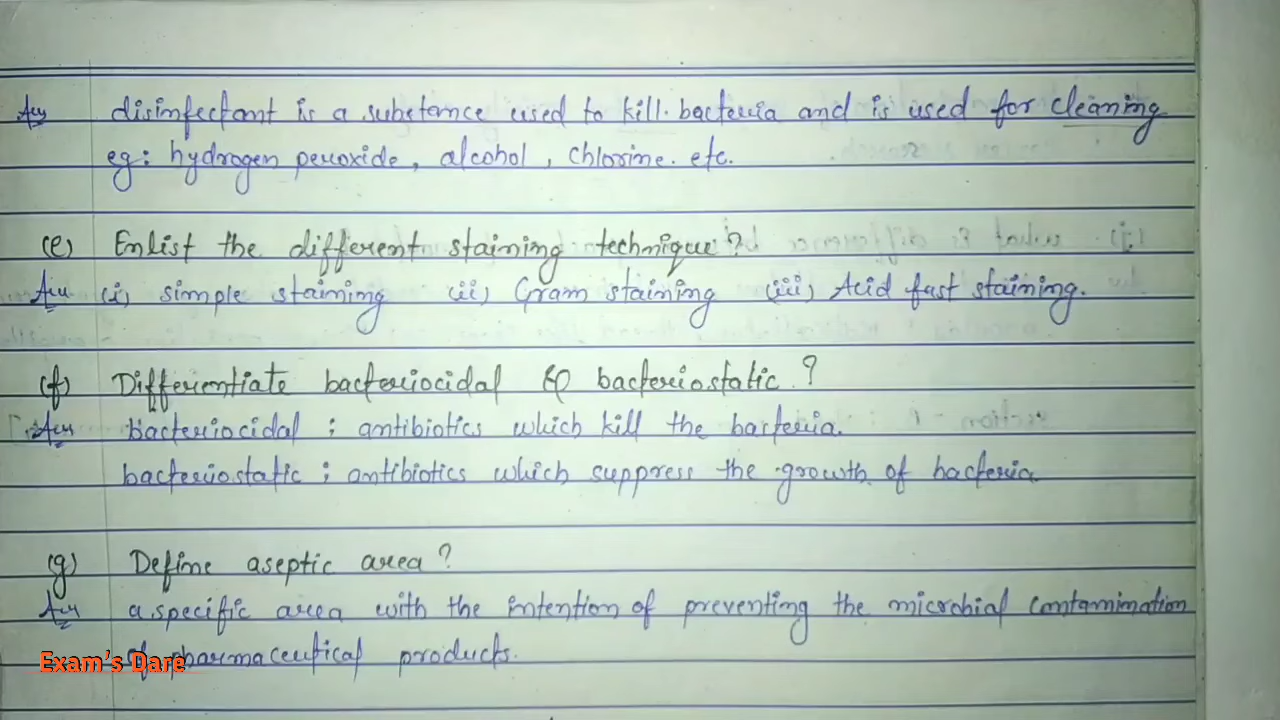 Ans disinfectant is a substance used to kill bacteria and is used for cleaning
eg: hydrogen peroxide, alcohol, chlorine. etc.
(e) Enlist the different staining technique?
Ans (i) simple staining (ii) Gram staining (iii) Acid fast staining.
(f) Differentiate bacteriocidal & bacteriostatic?
Ans bacteriocidal ; antibiotics which kill the bacteria.
bacteriostatic ; antibiotics which suppress the growth of bacteria
(g) Define aseptic area?
Ans a specific area with the intention of preventing the microbial contamination
of pharmaceutical products.
Exam's Dare